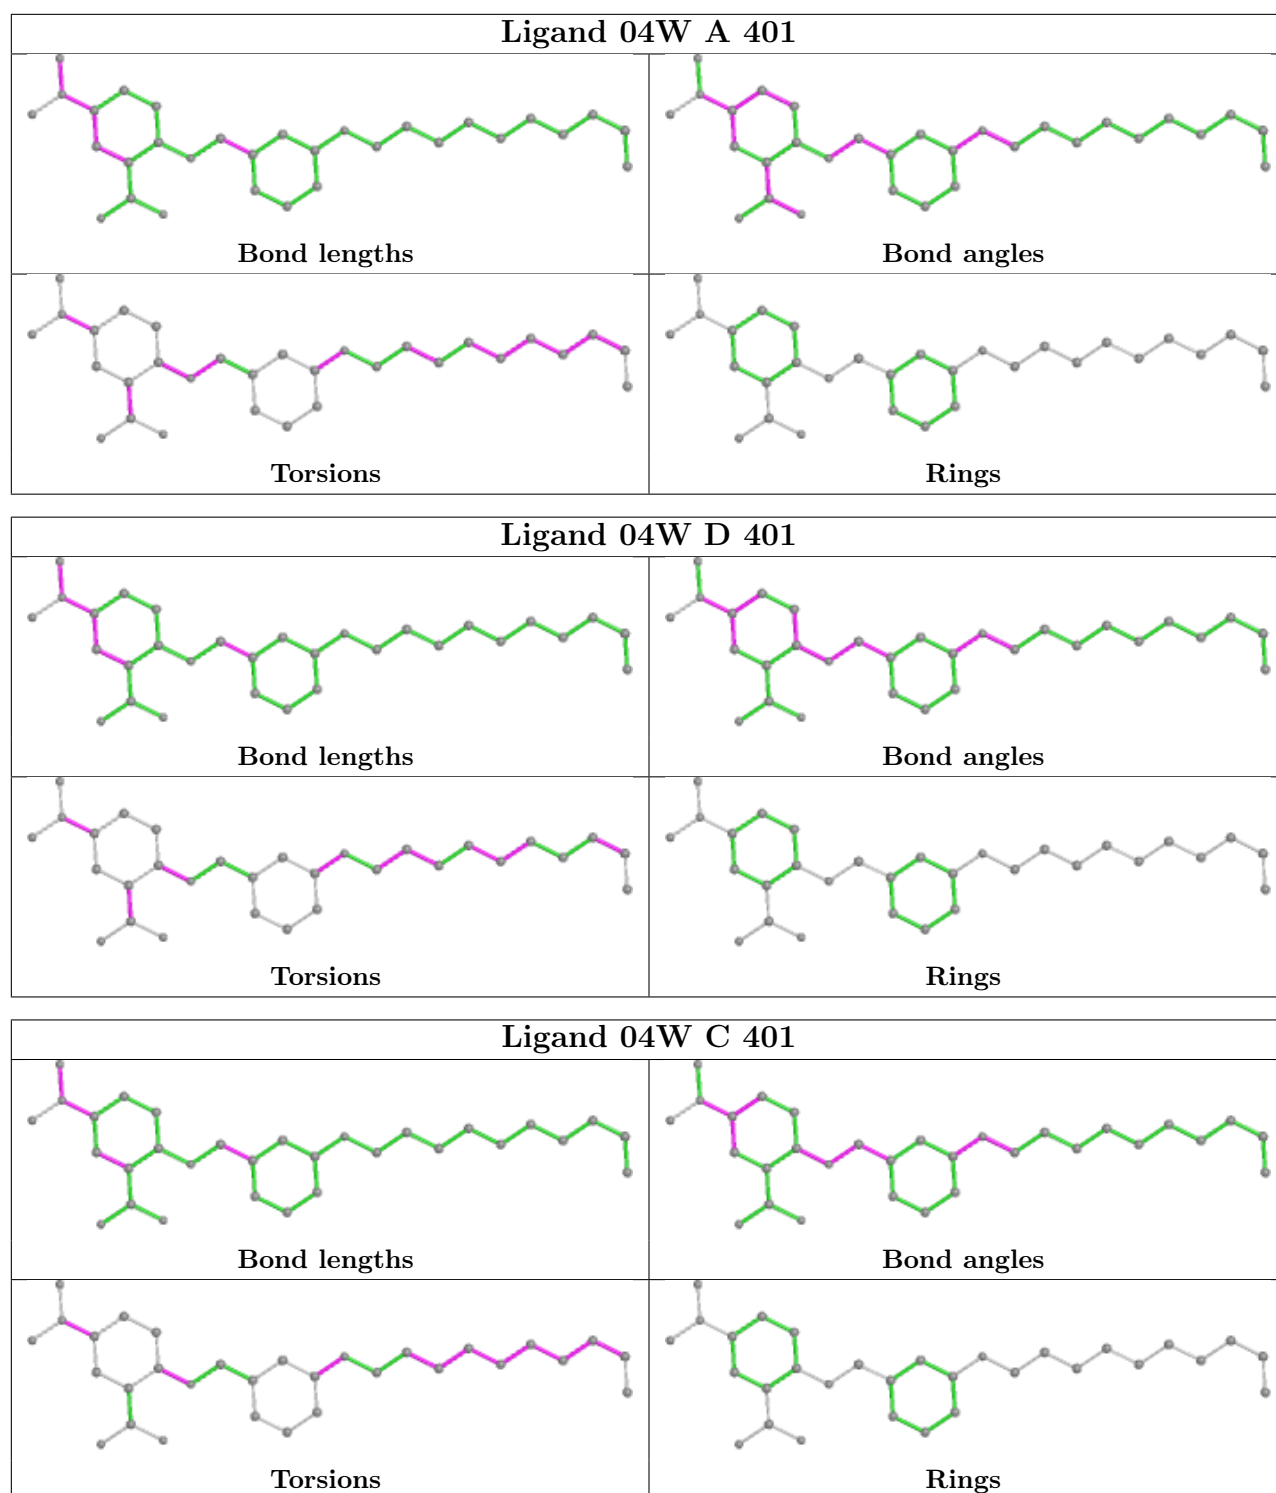 Ligand 04W A 401
Bond lengths
Bond angles
Torsions
Rings
Ligand 04W D 401
Bond lengths
Bond angles
Torsions
Rings
Ligand 04W C 401
Bond lengths
Bond angles
Torsions
Rings